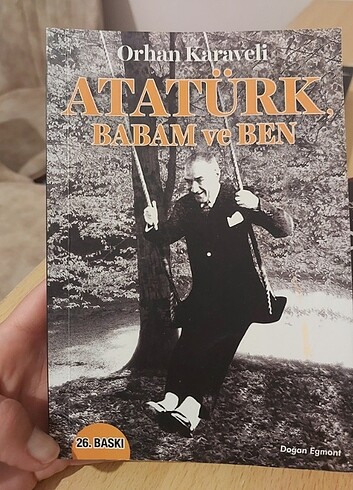 Orhan Karaveli
ATATÜRK,
BABAM ve BEN
26. BASKI
Doğan Egmont